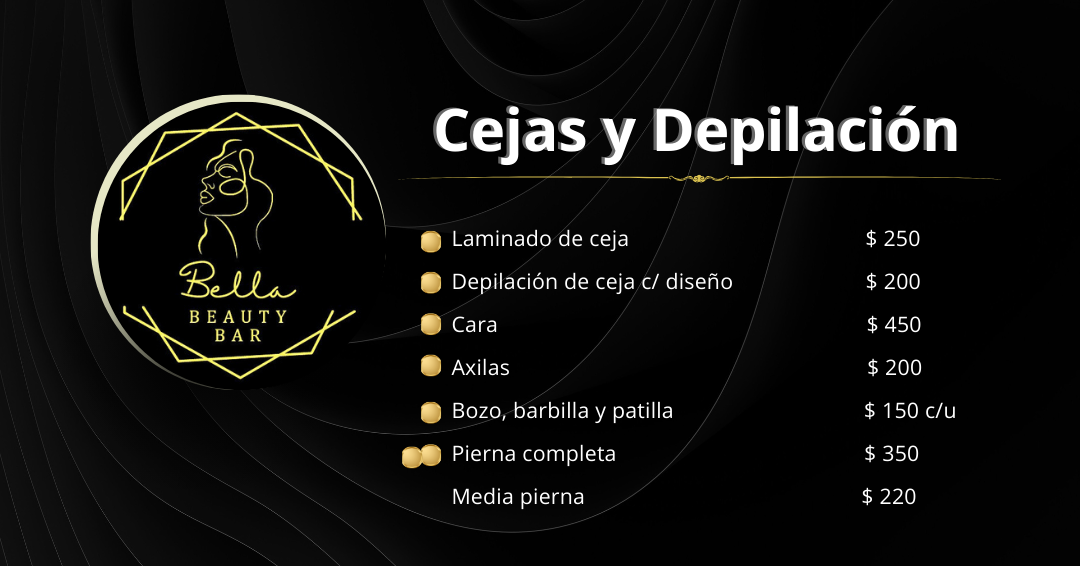 Cejas y Depilación
Bella
BEAUTY
BAR
Laminado de ceja $ 250
Depilación de ceja c/ diseño $ 200
Cara $ 450
Axilas $ 200
Bozo, barbilla y patilla $ 150 c/u
Pierna completa $ 350
Media pierna $ 220